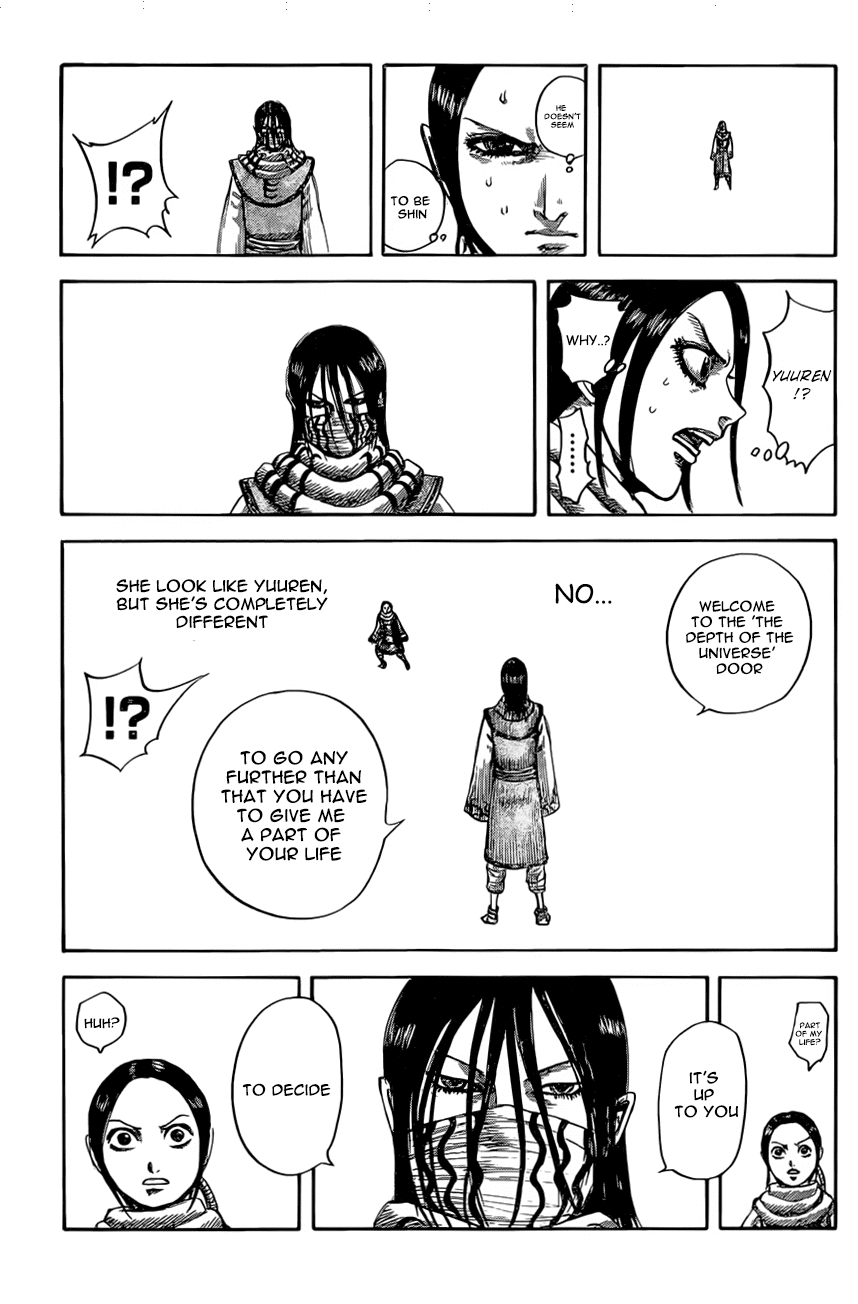 HE
DOESN'T
SEEM
TO BE
SHIN
!?
YUUREN
!?
WHY..?
......
WELCOME
TO THE 'THE
DEPTH OF THE
UNIVERSE'
DOOR
NO...
SHE LOOK LIKE YUUREN,
BUT SHE'S COMPLETELY
DIFFERENT
TO GO ANY
FURTHER THAN
THAT YOU HAVE
TO GIVE ME
A PART OF
YOUR LIFE
!?
PART
OF MY
LIFE?
IT'S
UP
TO YOU
TO DECIDE
HUH?